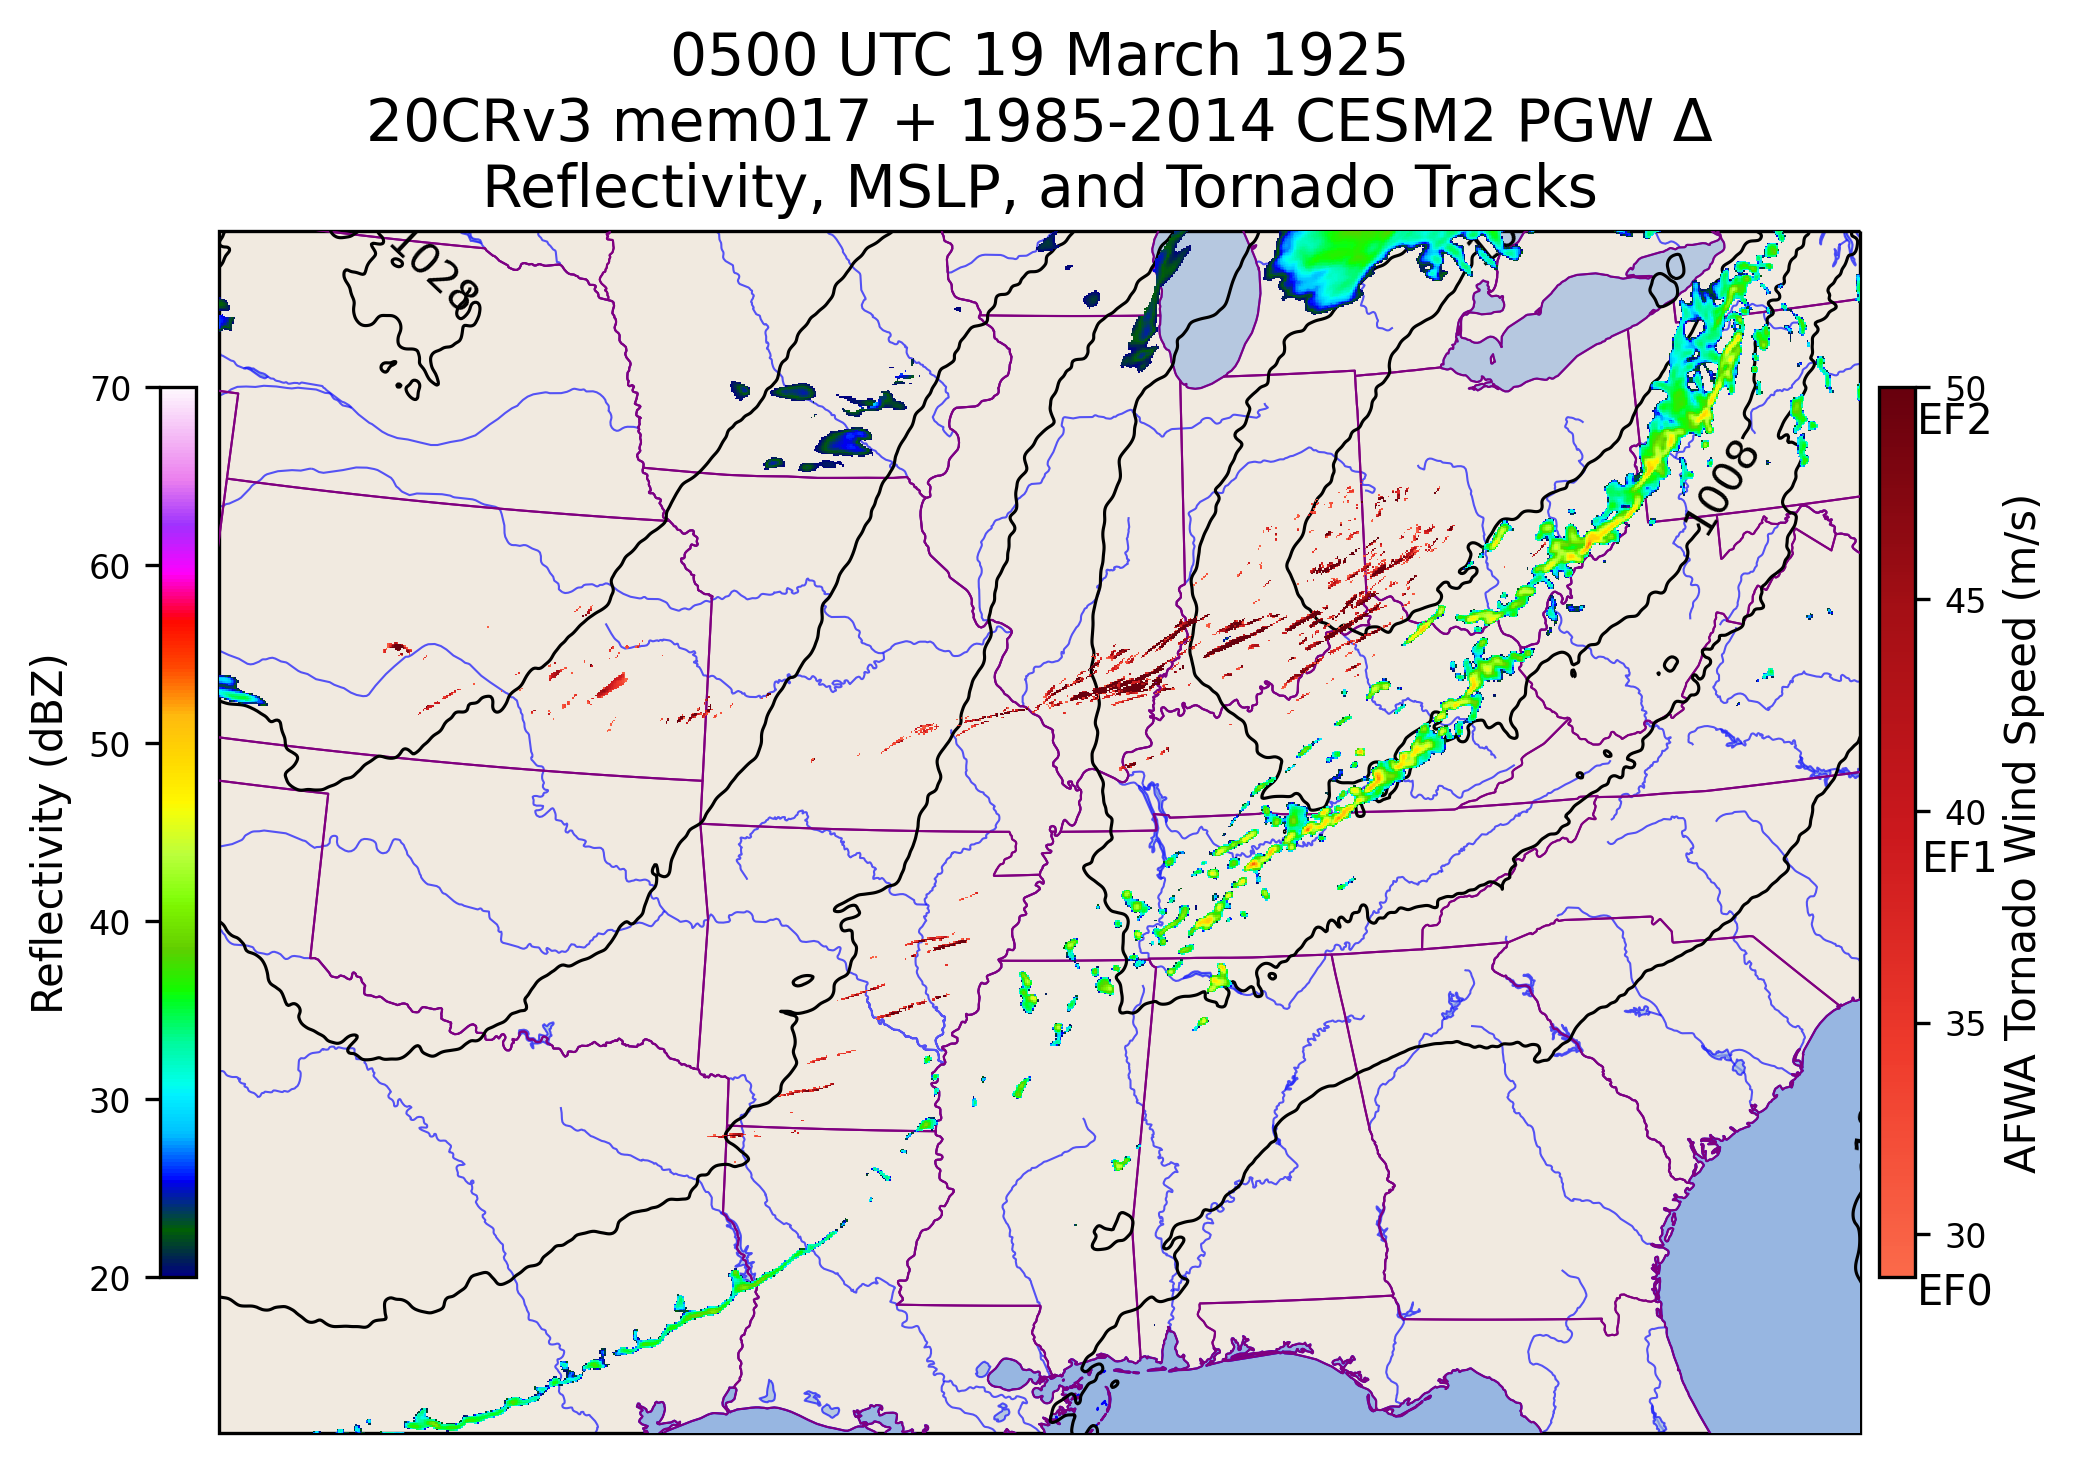 0500 UTC 19 March 1925
20CRv3 mem017 + 1985-2014 CESM2 PGW Δ
Reflectivity, MSLP, and Tornado Tracks
1028
1008
Reflectivity (dBZ)
70
60
50
40
30
20
50
EF2
45
40
EF1
35
30
EF0
AFWA Tornado Wind Speed (m/s)